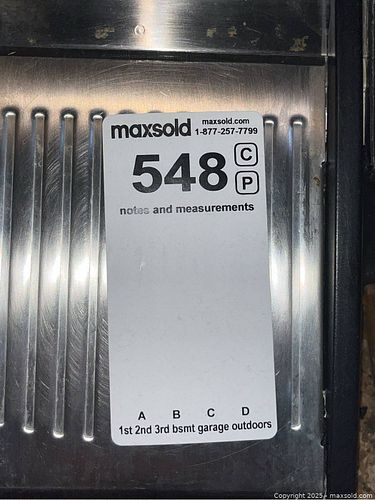 maxsold maxsold.com
1-877-257-7799
548 C
P
notes and measurements
A B C D
1st 2nd 3rd bsmt garage outdoors
Copyright 2025 - maxsold.com